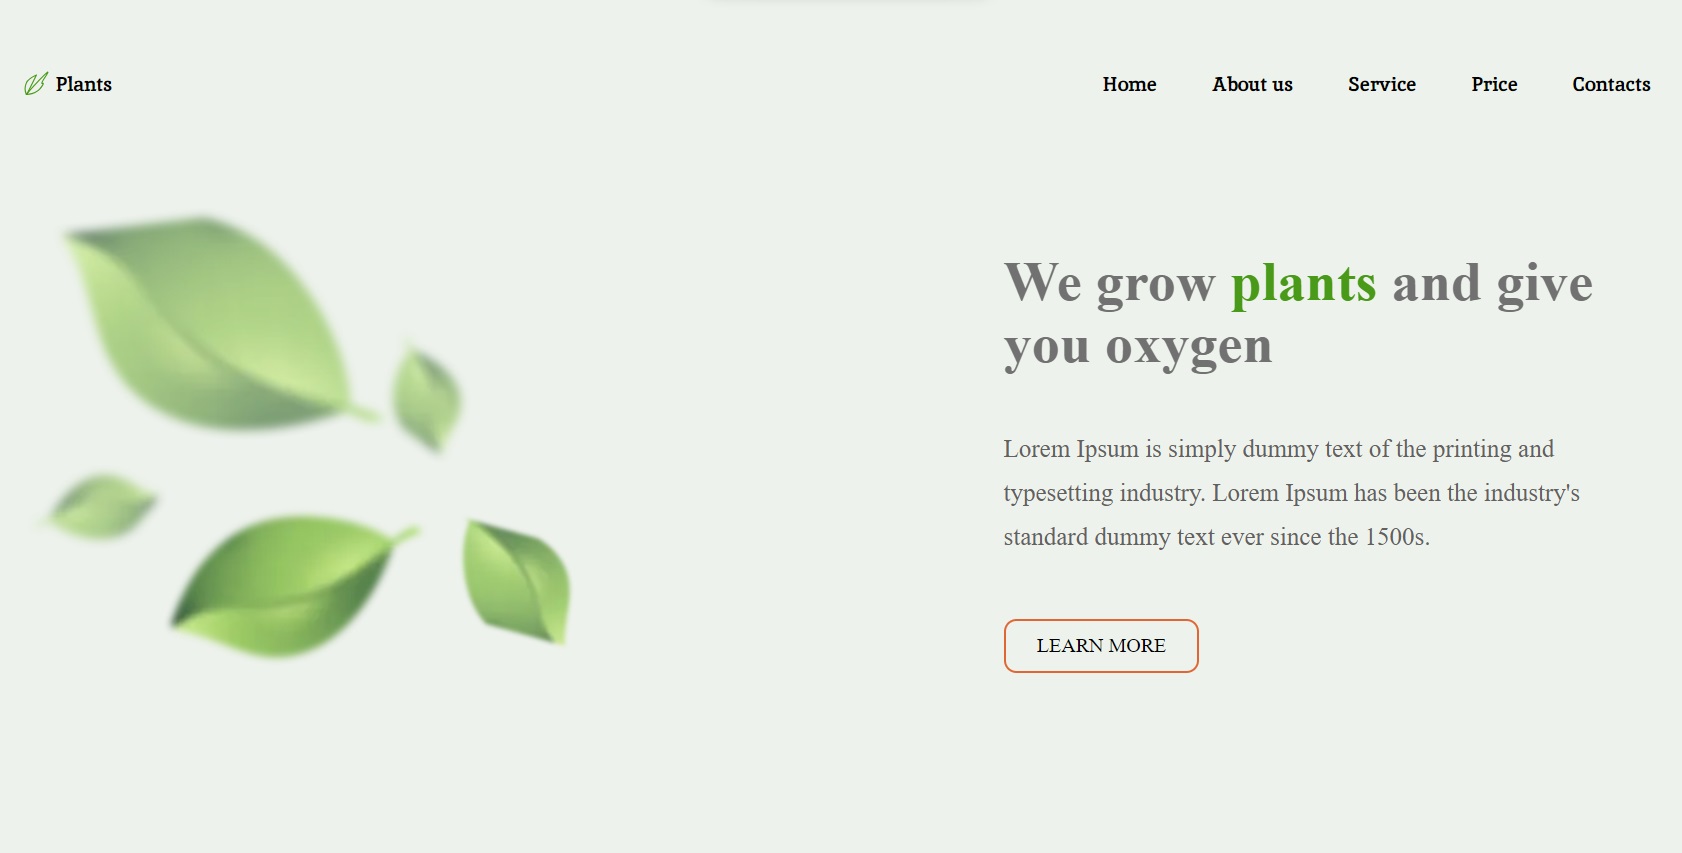 Plants
Home
About us
Service
Price
Contacts
We grow plants and give
you oxygen
Lorem Ipsum is simply dummy text of the printing and
typesetting industry. Lorem Ipsum has been the industry's
standard dummy text ever since the 1500s.
LEARN MORE